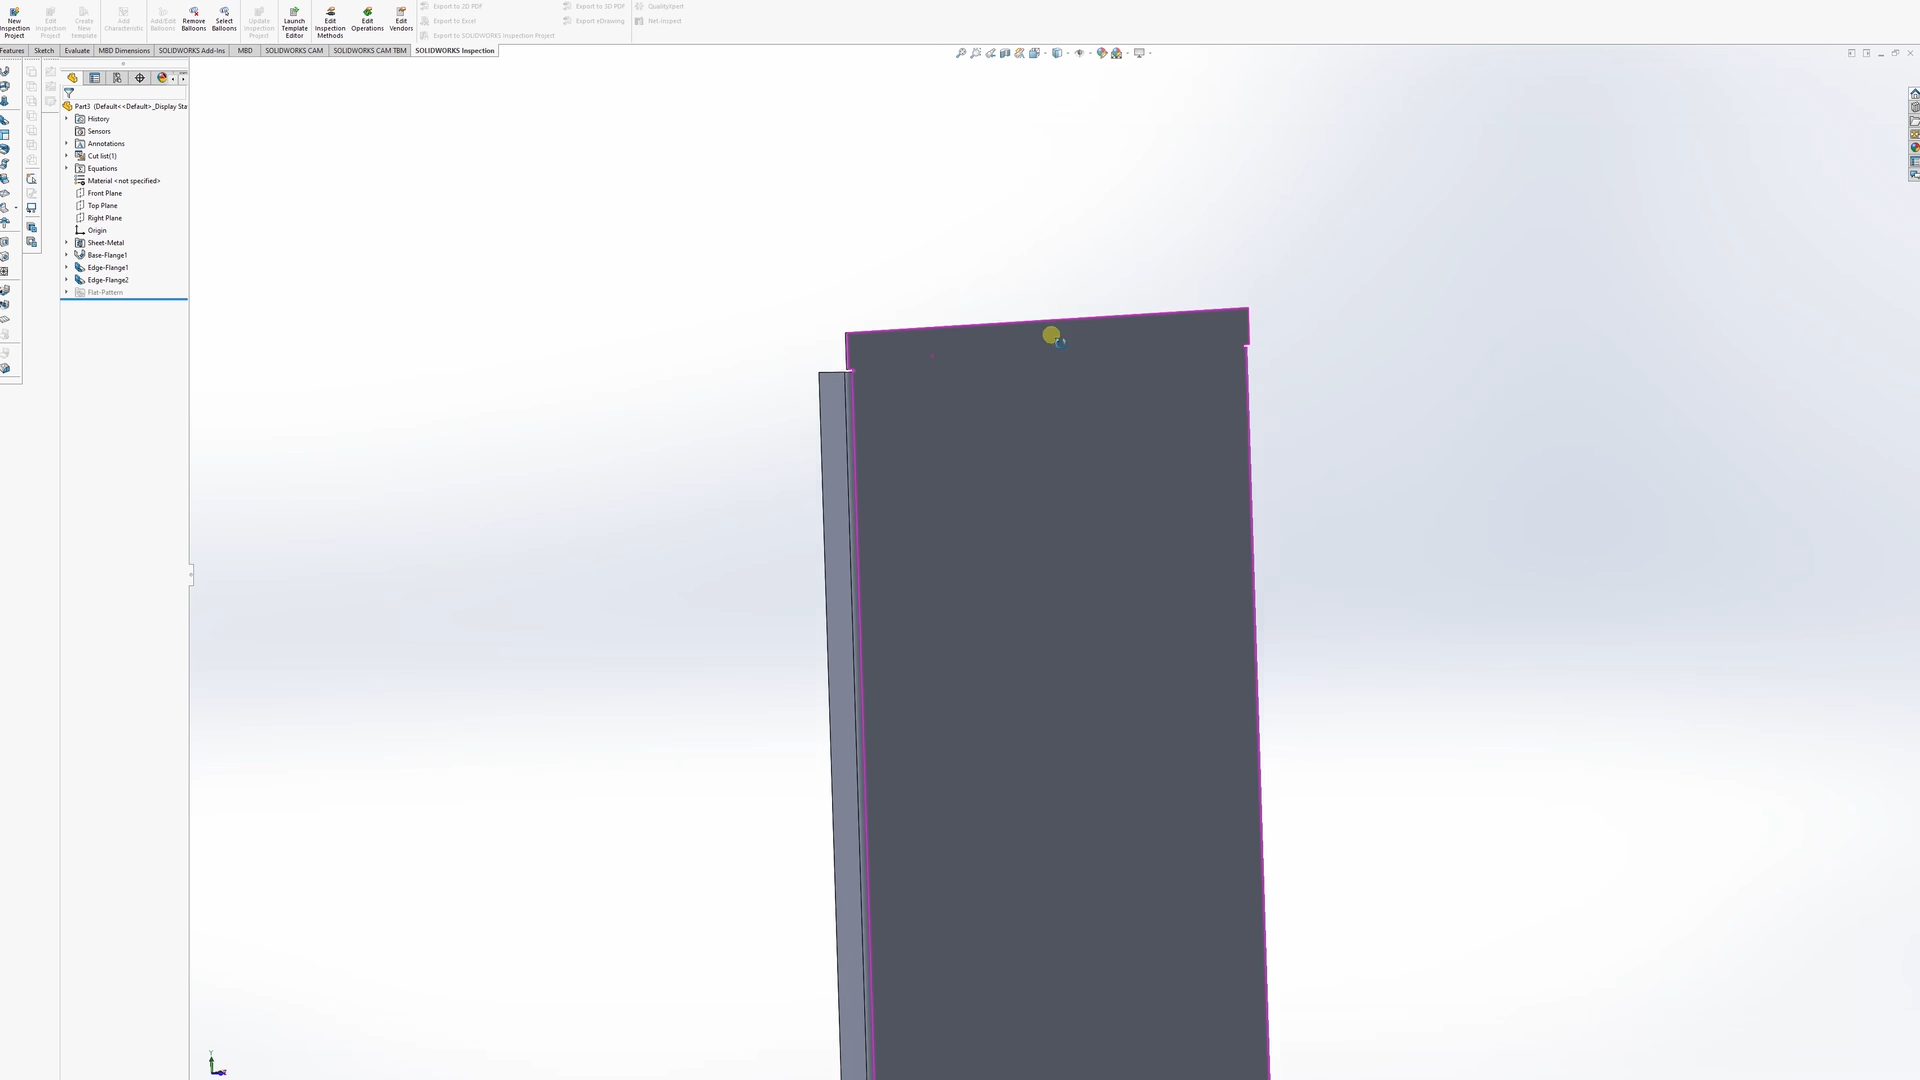 New Inspection Project
Edit Inspection Project
Create New template
Add Characteristic
Add/Edit Balloons
Remove Balloons
Select Balloons
Update Inspection Project
Launch Template Editor
Edit Inspection Methods
Edit Operations
Edit Vendors
Export to 2D PDF
Export to Excel
Export to SOLIDWORKS Inspection Project
Export to 3D PDF
Export eDrawing
QualityXpert
Net-Inspect
Features
Sketch
Evaluate
MBD Dimensions
SOLIDWORKS Add-Ins
MBD
SOLIDWORKS CAM
SOLIDWORKS CAM TBM
SOLIDWORKS Inspection
Part3 (Default<<Default>_Display Sta
History
Sensors
Annotations
Cut list(1)
Equations
Material <not specified>
Front Plane
Top Plane
Right Plane
Origin
Sheet-Metal
Base-Flange1
Edge-Flange1
Edge-Flange2
Flat-Pattern
Y